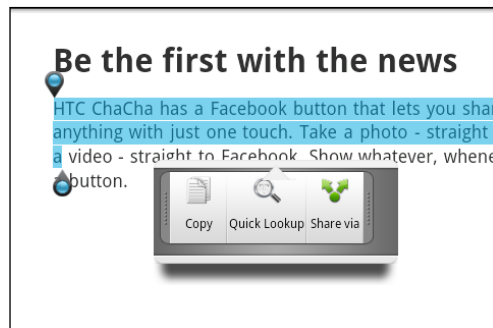 Be the first with the news
HTC ChaCha has a Facebook button that lets you shar
anything with just one touch. Take a photo - straight
a video - straight to Facebook. Show whatever, whene
button.
Copy Quick Lookup Share via